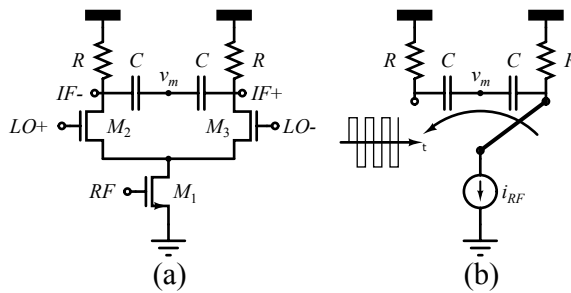 R C v_m C R
IF- IF+
LO+ M_2 M_3 LO-
RF M_1
(a)
R C v_m C R
t
i_RF
(b)